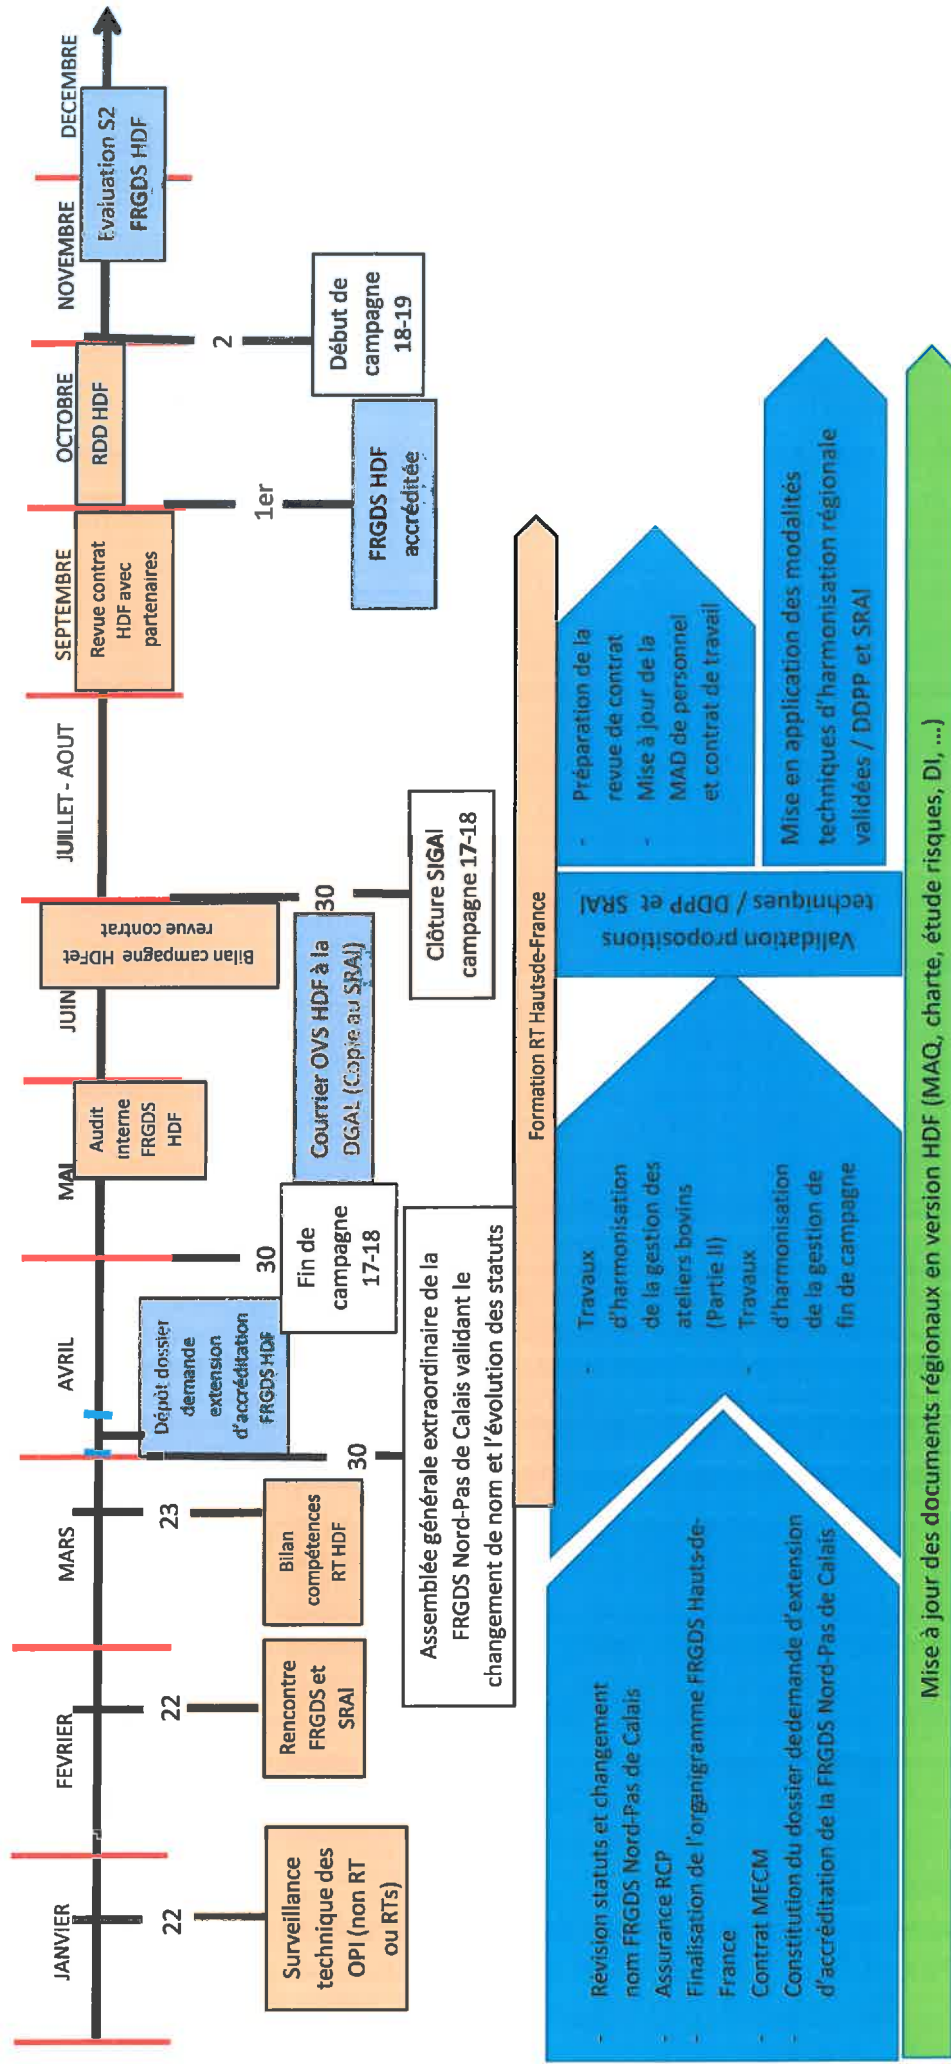 JANVIER
FEVRIER
MARS
AVRIL
MAI
JUIN
JUILLET - AOUT
SEPTEMBRE
OCTOBRE
NOVEMBRE
DECEMBRE
22
Surveillance
technique des
OPI (non RT
ou RTs)
22
Rencontre
FRGDS et
SRAI
23
Bilan
compétences
RT HDF
30
Assemblée générale extraordinaire de la
FRGDS Nord-Pas de Calais validant le
changement de nom et l'évolution des statuts
Dépôt dossier
demande
extension
d'accréditation
FRGDS HDF
30
Fin de
campagne
17-18
Audit
interne
FRGDS
HDF
Courrier OVS HDF à la
DGAL (Copie au SRAI)
Bilan campagne HDFet
revue contrat
30
Clôture SIGAI
campagne 17-18
Revue contrat
HDF avec
partenaires
1er
FRGDS HDF
accréditée
RDD HDF
2
Début de
campagne
18-19
Evaluation S2
FRGDS HDF
Formation RT Hauts-de-France
- Révision statuts et changement
nom FRGDS Nord-Pas de Calais
- Assurance RCP
- Finalisation de l'organigramme FRGDS Hauts-de-
France
- Contrat MECM
- Constitution du dossier dedemande d'extension
d'accréditation de la FRGDS Nord-Pas de Calais
- Travaux
d'harmonisation
de la gestion des
ateliers bovins
(Partie II)
- Travaux
d'harmonisation
de la gestion de
fin de campagne
Validation propositions
techniques / DDPP et SRAI
- Préparation de la
revue de contrat
- Mise à jour de la
MAD de personnel
et contrat de travail
Mise en application des modalités
techniques d'harmonisation régionale
validées / DDPP et SRAI
Mise à jour des documents régionaux en version HDF (MAQ, charte, étude risques, DI, ...)